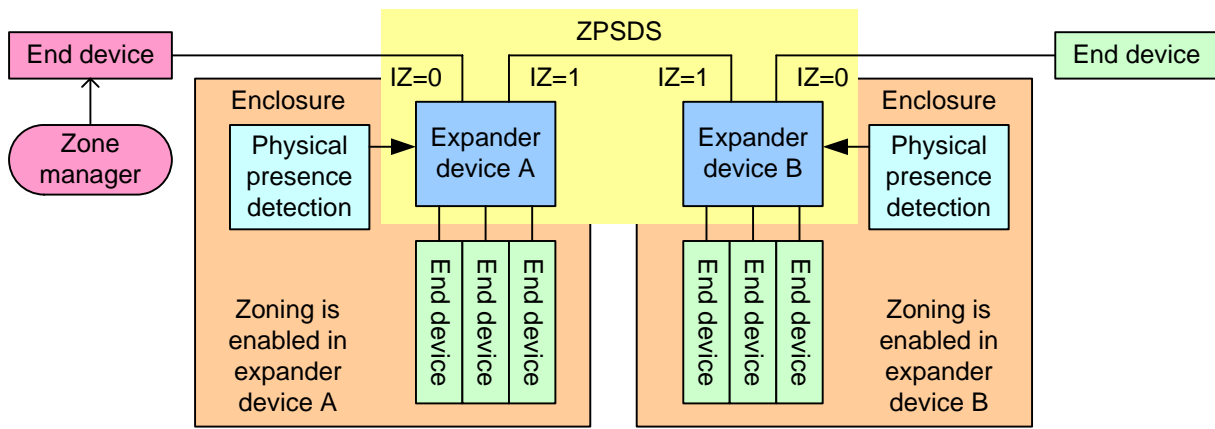 ZPSDS
End device
End device
IZ=0
IZ=1
IZ=1
IZ=0
Enclosure
Enclosure
Zone
manager
Physical
presence
detection
Expander
device A
Expander
device B
Physical
presence
detection
End device
End device
End device
End device
End device
End device
Zoning is
enabled in
expander
device A
Zoning is
enabled in
expander
device B